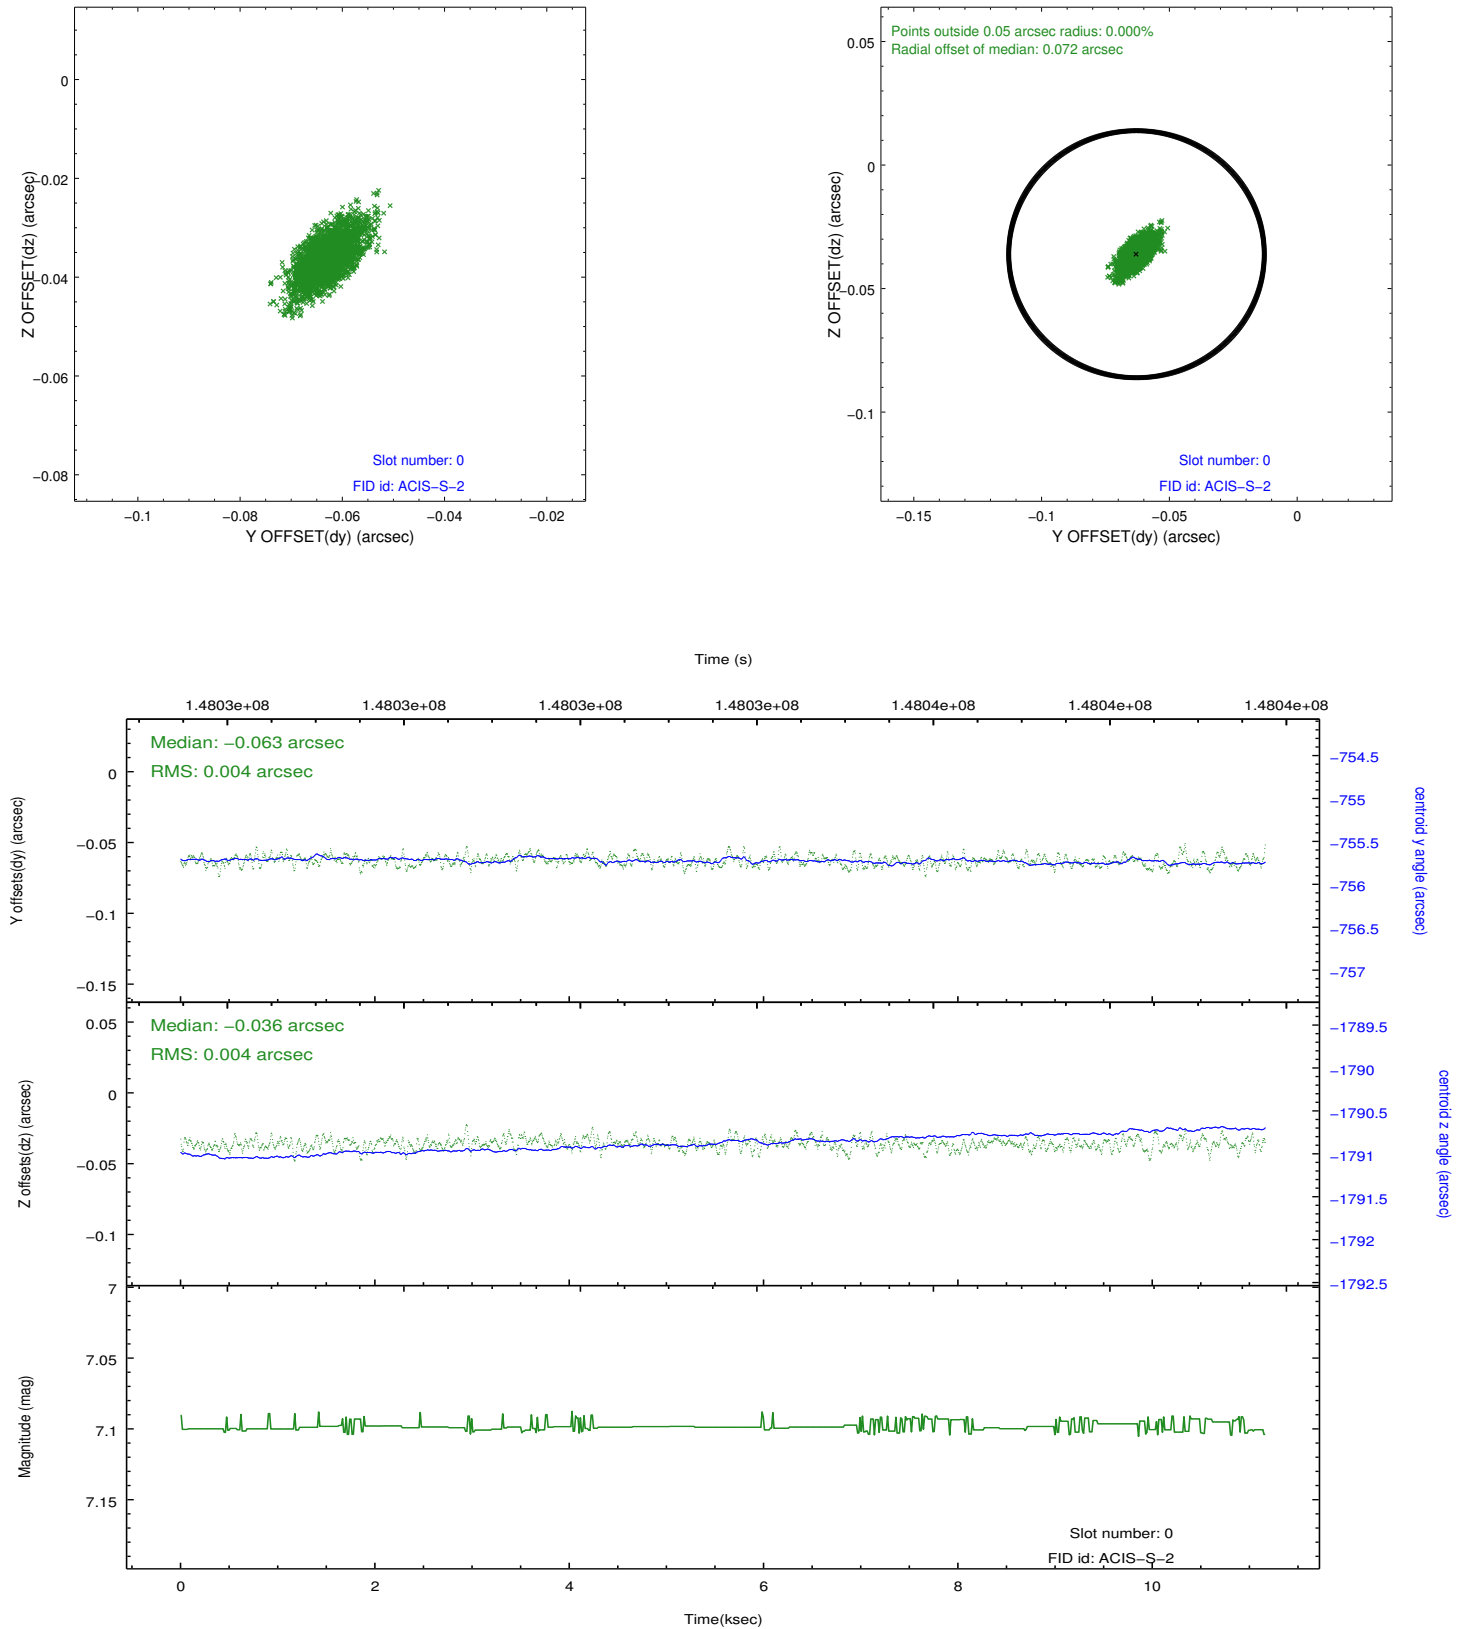 0
−0.02
−0.04
−0.06
−0.08
Z OFFSET(dz) (arcsec)
Slot number: 0
FID id: ACIS−S−2
−0.1 −0.08 −0.06 −0.04 −0.02
Y OFFSET(dy) (arcsec)
Points outside 0.05 arcsec radius: 0.000%
Radial offset of median: 0.072 arcsec
0.05
0
−0.05
−0.1
Z OFFSET(dz) (arcsec)
Slot number: 0
FID id: ACIS−S−2
−0.15 −0.1 −0.05 0
Y OFFSET(dy) (arcsec)
Time (s)
1.4803e+08 1.4803e+08 1.4803e+08 1.4803e+08 1.4804e+08 1.4804e+08 1.4804e+08
Median: −0.063 arcsec
RMS: 0.004 arcsec
0
−0.05
−0.1
−0.15
Y offsets(dy) (arcsec)
−754.5
−755
−755.5
−756
−756.5
−757
centroid y angle (arcsec)
Median: −0.036 arcsec
RMS: 0.004 arcsec
0.05
0
−0.05
−0.1
Z offsets(dz) (arcsec)
−1789.5
−1790
−1790.5
−1791
−1791.5
−1792
−1792.5
centroid z angle (arcsec)
7
7.05
7.1
7.15
Magnitude (mag)
Slot number: 0
FID id: ACIS−S−2
0 2 4 6 8 10
Time(ksec)